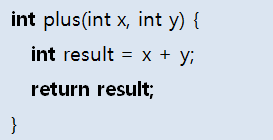 int plus(int x, int y) {
int result = x + y;
return result;
}